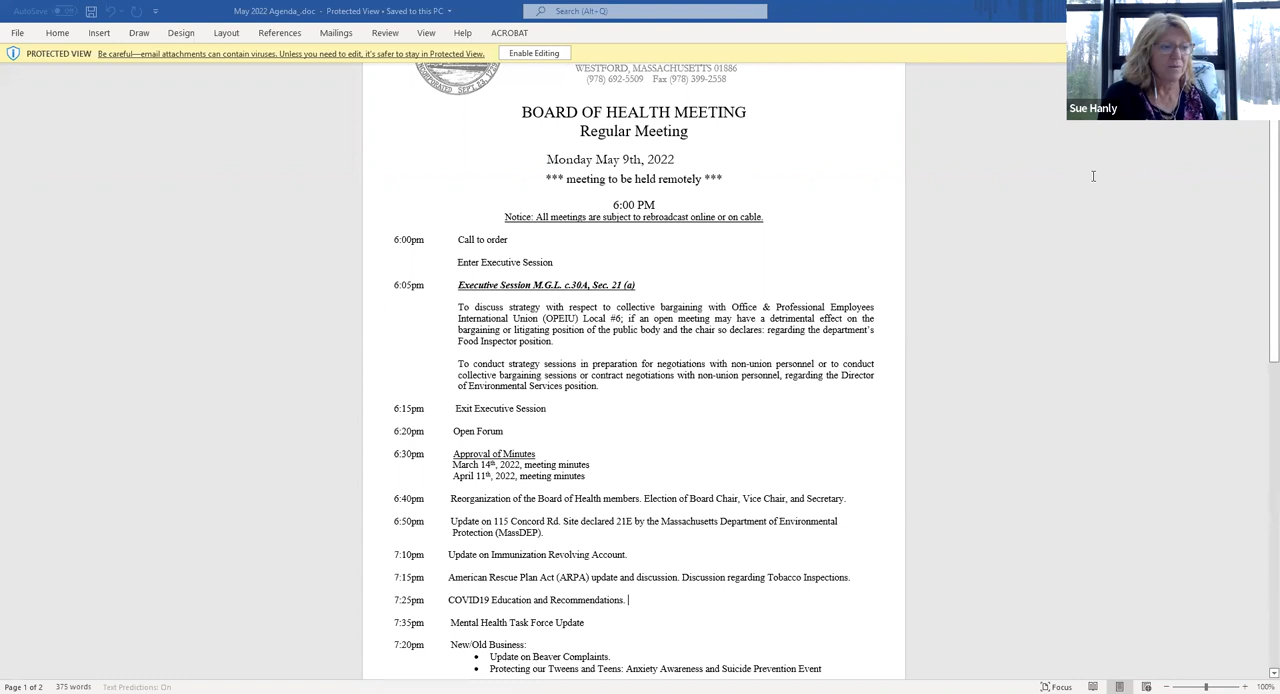 AutoSave Off May 2022 Agenda_.doc - Protected View • Saved to this PC Search (Alt+Q)
File Home Insert Draw Design Layout References Mailings Review View Help ACROBAT
PROTECTED VIEW Be careful—email attachments can contain viruses. Unless you need to edit, it's safer to stay in Protected View. Enable Editing
Sue Hanly
WESTFORD, MASSACHUSETTS 01886
(978) 692-5509 Fax (978) 399-2558
BOARD OF HEALTH MEETING
Regular Meeting
Monday May 9th, 2022
*** meeting to be held remotely ***
6:00 PM
Notice: All meetings are subject to rebroadcast online or on cable.
6:00pm Call to order
Enter Executive Session
6:05pm Executive Session M.G.L. c.30A, Sec. 21 (a)
To discuss strategy with respect to collective bargaining with Office & Professional Employees
International Union (OPEIU) Local #6; if an open meeting may have a detrimental effect on the
bargaining or litigating position of the public body and the chair so declares: regarding the department's
Food Inspector position.
To conduct strategy sessions in preparation for negotiations with non-union personnel or to conduct
collective bargaining sessions or contract negotiations with non-union personnel, regarding the Director
of Environmental Services position.
6:15pm Exit Executive Session
6:20pm Open Forum
6:30pm Approval of Minutes
March 14th, 2022, meeting minutes
April 11th, 2022, meeting minutes
6:40pm Reorganization of the Board of Health members. Election of Board Chair, Vice Chair, and Secretary.
6:50pm Update on 115 Concord Rd. Site declared 21E by the Massachusetts Department of Environmental
Protection (MassDEP).
7:10pm Update on Immunization Revolving Account.
7:15pm American Rescue Plan Act (ARPA) update and discussion. Discussion regarding Tobacco Inspections.
7:25pm COVID19 Education and Recommendations.
7:35pm Mental Health Task Force Update
7:20pm New/Old Business:
• Update on Beaver Complaints.
• Protecting our Tweens and Teens: Anxiety Awareness and Suicide Prevention Event
Page 1 of 2 375 words Text Predictions: On Focus 100%